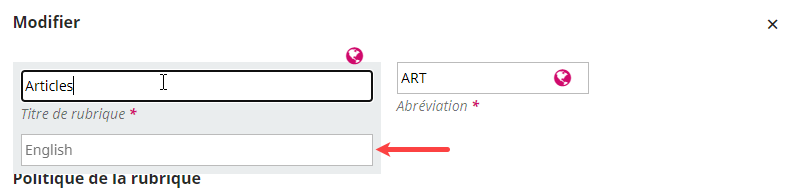 Modifier
Articles
Titre de rubrique *
English
ART
Abréviation *
Politique de la rubrique